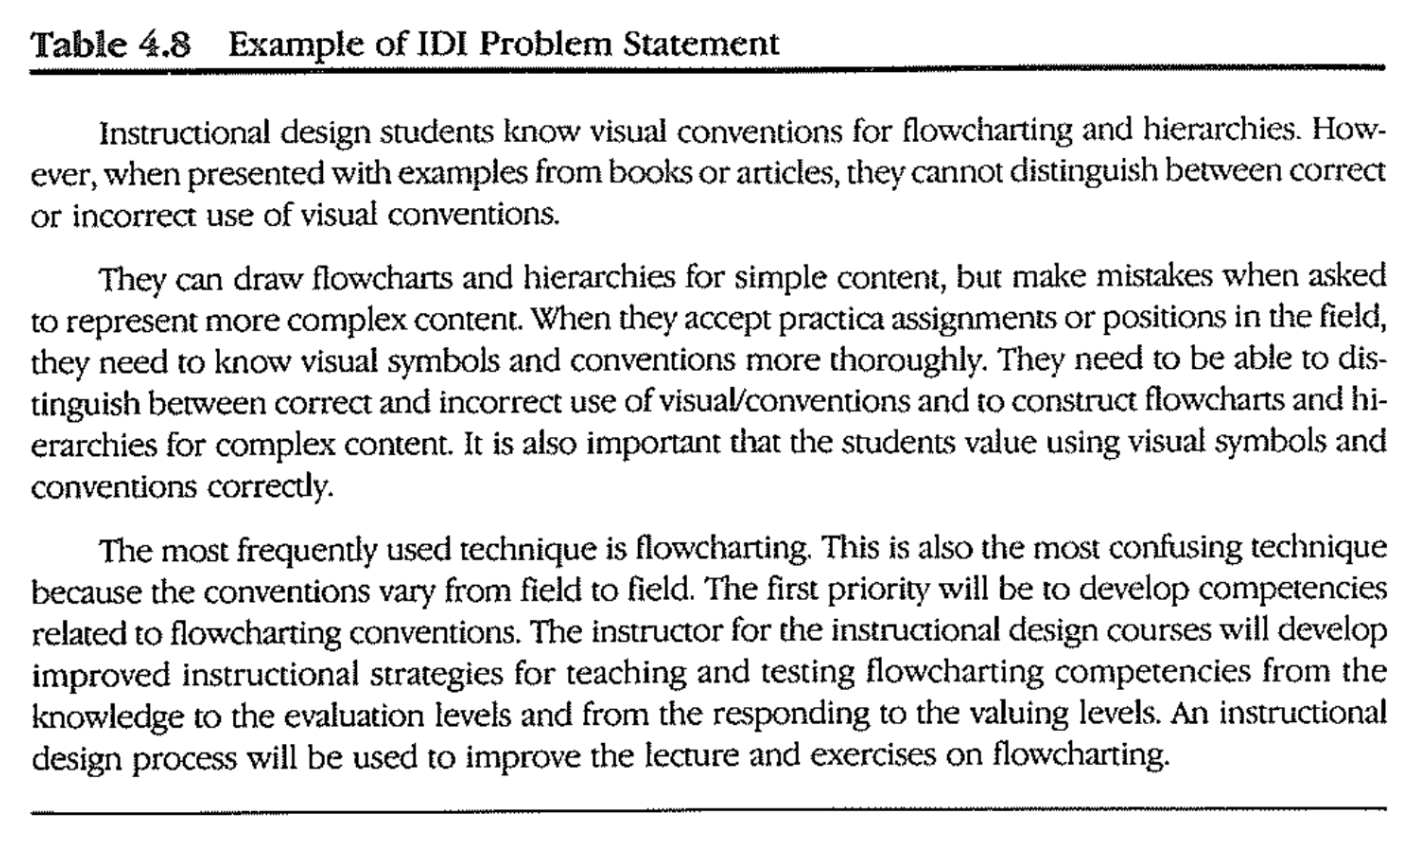 Table 4.8 Example of IDI Problem Statement
Instructional design students know visual conventions for flowcharting and hierarchies. How-
ever, when presented with examples from books or articles, they cannot distinguish between correct
or incorrect use of visual conventions.
They can draw flowcharts and hierarchies for simple content, but make mistakes when asked
to represent more complex content. When they accept practica assignments or positions in the field,
they need to know visual symbols and conventions more thoroughly. They need to be able to dis-
tinguish between correct and incorrect use of visual/conventions and to construct flowcharts and hi-
erarchies for complex content. It is also important that the students value using visual symbols and
conventions correctly.
The most frequently used technique is flowcharting. This is also the most confusing technique
because the conventions vary from field to field. The first priority will be to develop competencies
related to flowcharting conventions. The instructor for the instructional design courses will develop
improved instructional strategies for teaching and testing flowcharting competencies from the
knowledge to the evaluation levels and from the responding to the valuing levels. An instructional
design process will be used to improve the lecture and exercises on flowcharting.